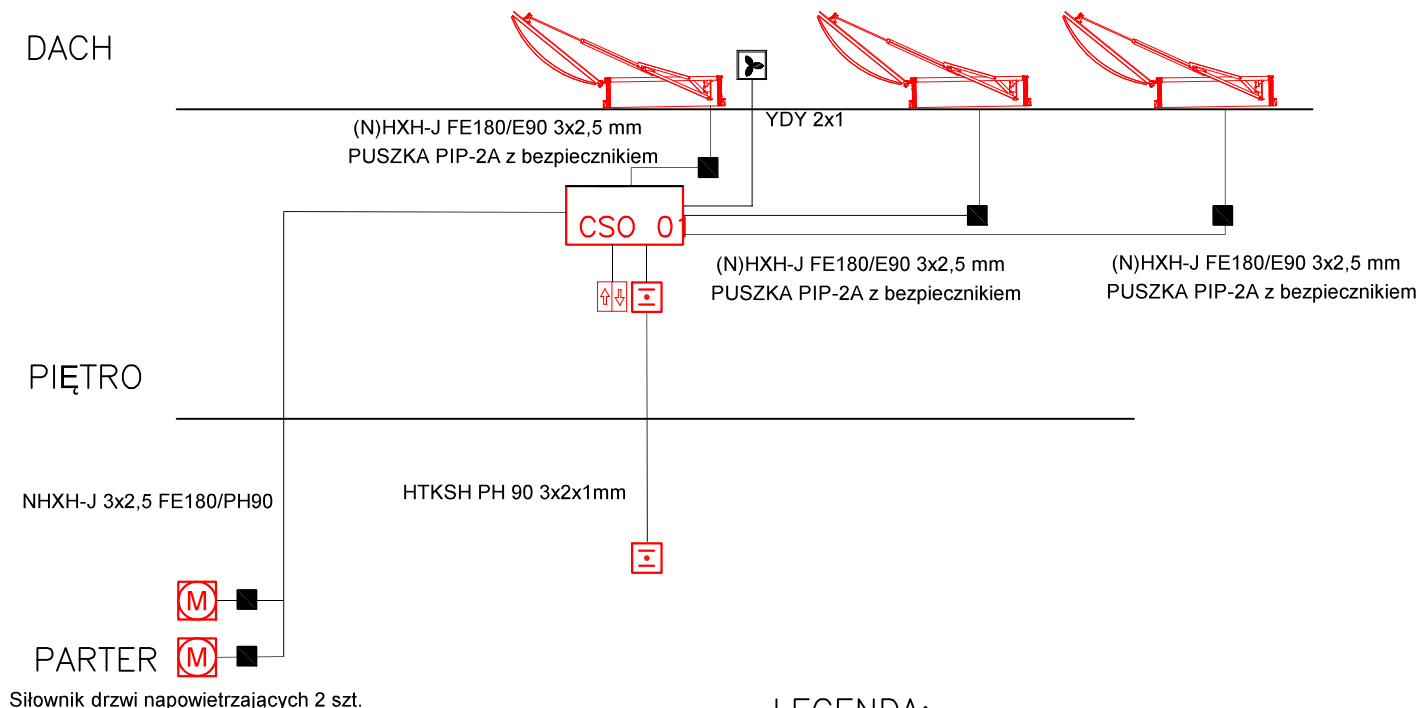 DACH
(N)HXH-J FE180/E90 3x2,5 mm
PUSZKA PIP-2A z bezpiecznikiem
YDY 2x1
CSO 01
(N)HXH-J FE180/E90 3x2,5 mm
PUSZKA PIP-2A z bezpiecznikiem
(N)HXH-J FE180/E90 3x2,5 mm
PUSZKA PIP-2A z bezpiecznikiem
PIĘTRO
NHXH-J 3x2,5 FE180/PH90
HTKSH PH 90 3x2x1mm
M
PARTER
M
Siłownik drzwi napowietrzających 2 szt.
LEGENDA: